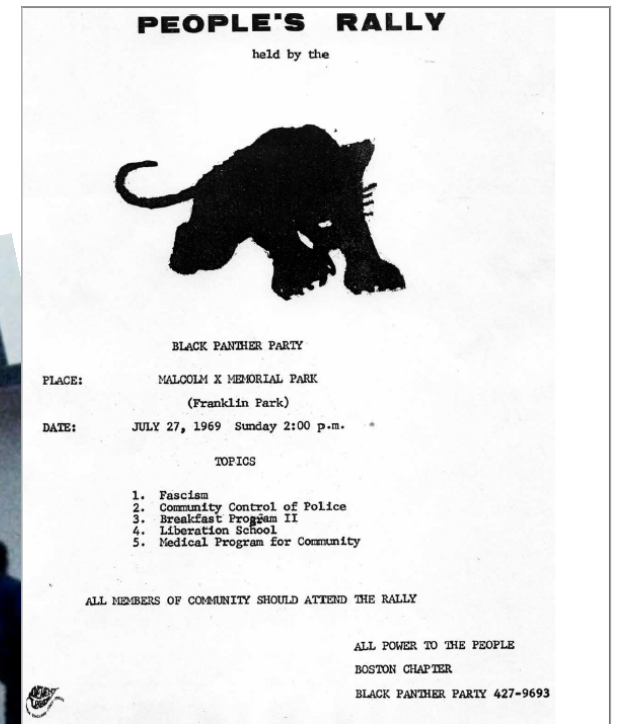 PEOPLE'S RALLY
held by the
BLACK PANTHER PARTY
PLACE: MALCOLM X MEMORIAL PARK
(Franklin Park)
DATE: JULY 27, 1969 Sunday 2:00 p.m.
TOPICS
1. Fascism
2. Community Control of Police
3. Breakfast Program II
4. Liberation School
5. Medical Program for Community
ALL MEMBERS OF COMMUNITY SHOULD ATTEND THE RALLY
ALL POWER TO THE PEOPLE
BOSTON CHAPTER
BLACK PANTHER PARTY 427-9693